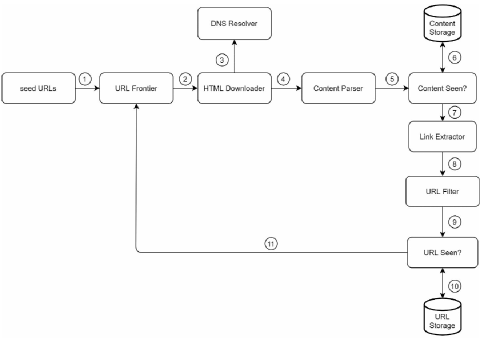 DNS Resolver
Content
Storage
3
6
seed URLs
1
URL Frontier
2
HTML Downloader
4
Content Parser
5
Content Seen?
7
Link Extractor
8
URL Filter
9
11
URL Seen?
10
URL
Storage